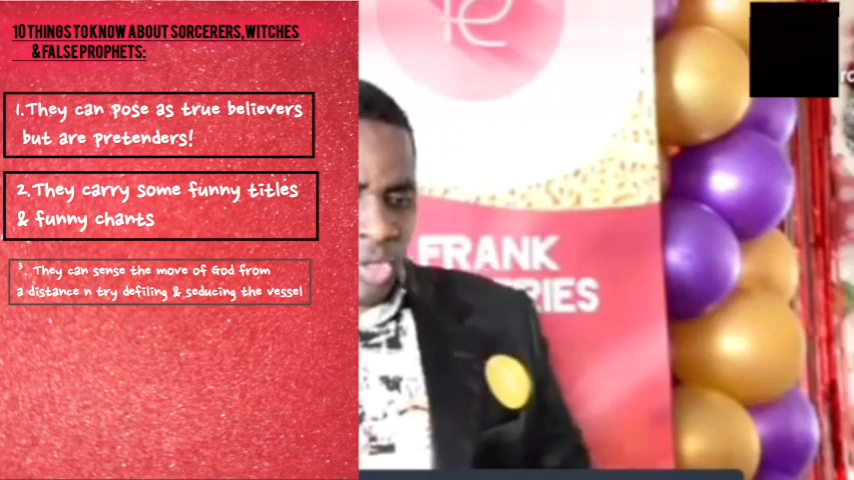 10 THINGS TO KNOW ABOUT SORCERERS, WITCHES
& FALSE PROPHETS:
1. They can pose as true believers
but are pretenders!
2. They carry some funny titles
& funny chants
3. They can sense the move of God from
a distance n try defiling & seducing the vessel
FRANK